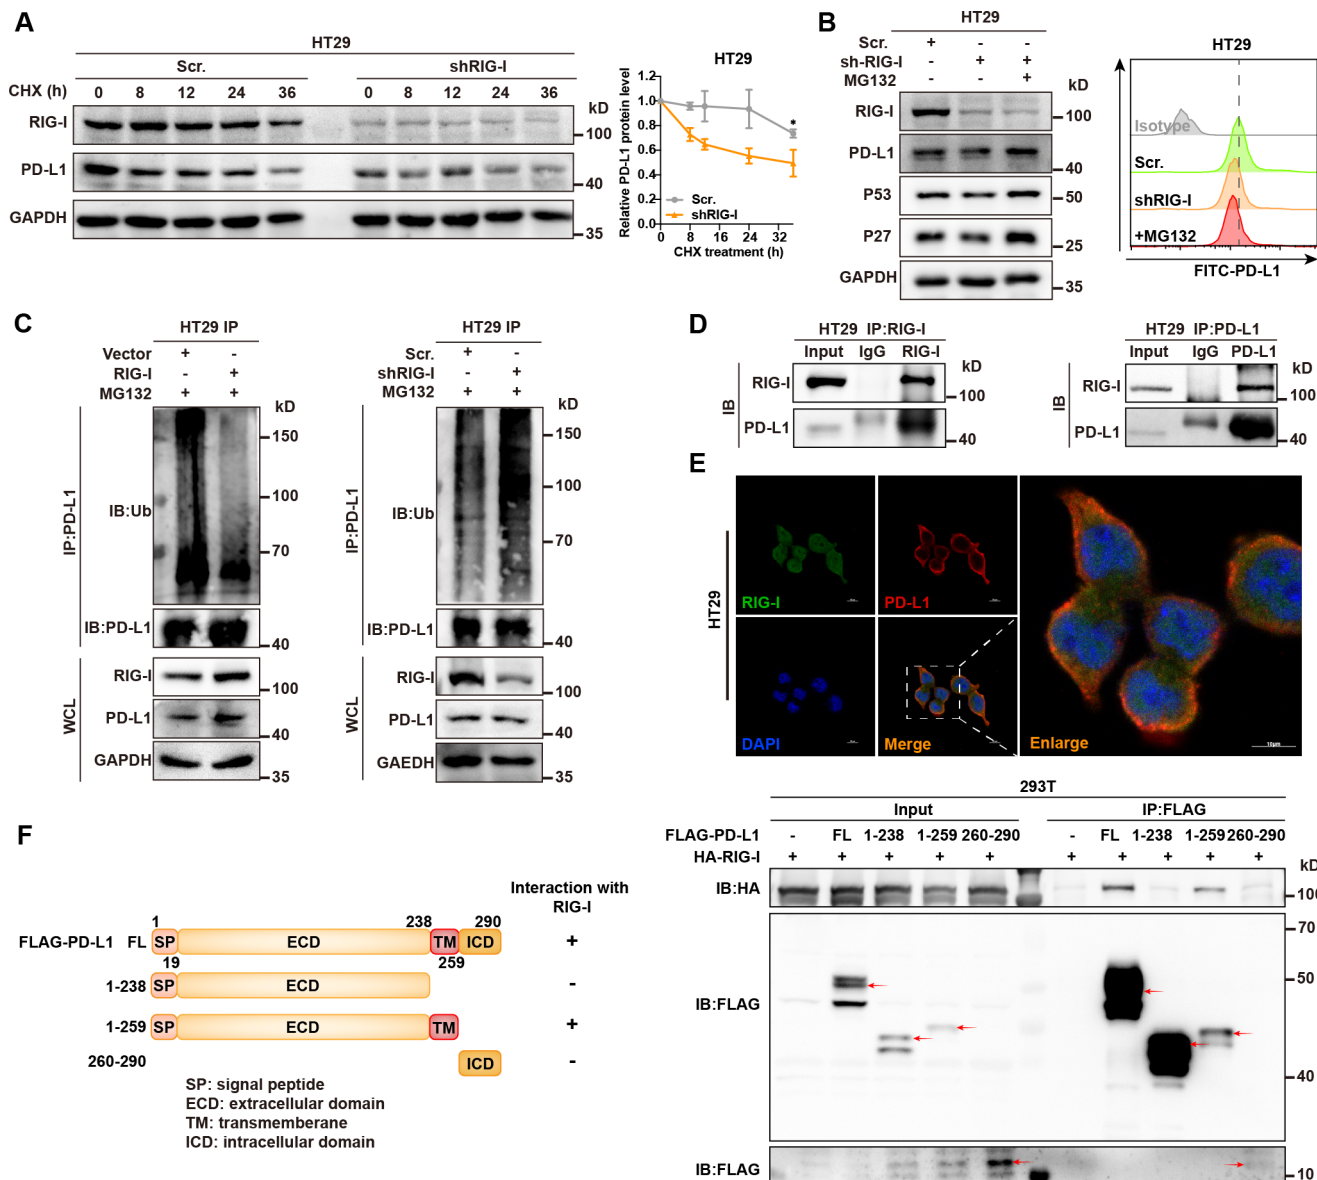 A
HT29
Scr. shRIG-I
CHX (h) 0 8 12 24 36 0 8 12 24 36
kD
RIG-I 100
PD-L1 40
GAPDH 35
HT29
Relative PD-L1 protein level
1.2
1.0
0.8
0.6
0.4
0.2
0.0
*
Scr.
shRIG-I
0 8 16 24 32
CHX treatment (h)
B
HT29
Scr. + - -
sh-RIG-I - + +
MG132 - - +
kD
RIG-I 100
PD-L1 40
P53 50
P27 25
GAPDH 35
HT29
Isotype
Scr.
shRIG-I
+MG132
FITC-PD-L1
C
HT29 IP
Vector + -
RIG-I - +
MG132 + +
kD
150
100
70
IP:PD-L1
IB:Ub
IB:PD-L1 40
WCL
RIG-I 100
PD-L1 40
GAPDH 35
HT29 IP
Scr. + -
shRIG-I - +
MG132 + +
kD
150
100
70
IP:PD-L1
IB:Ub
IB:PD-L1 40
WCL
RIG-I 100
PD-L1 40
GAEDH 35
D
HT29 IP:RIG-I
Input IgG RIG-I
kD
IB
RIG-I 100
PD-L1 40
HT29 IP:PD-L1
Input IgG PD-L1
kD
IB
RIG-I 100
PD-L1 40
E
HT29
RIG-I
PD-L1
DAPI
Merge
Enlarge
10μm
F
Interaction with
RIG-I
1 238 290
FLAG-PD-L1 FL SP ECD TM ICD +
19 259
1-238 SP ECD -
1-259 SP ECD TM +
260-290 ICD -
SP: signal peptide
ECD: extracellular domain
TM: transmemberane
ICD: intracellular domain
293T
Input IP:FLAG
FLAG-PD-L1 - FL 1-238 1-259 260-290 - FL 1-238 1-259 260-290
HA-RIG-I + + + + + + + + + +
kD
IB:HA 100
70
50
IB:FLAG
40
IB:FLAG 10